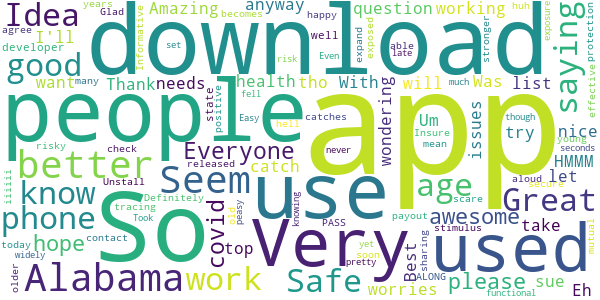 Idea
download
Amazing
anyway
question
working
Glad
becomes
happy
huh
years
agree
I'll
developer
Even
well
able
late
expand
exposed
stronger
exposure
protection
effective
saying
Informative
set
risk
good
want
Thank
needs
health
tho
With
will
Was
list
many
state
positive
people
app
wondering
Um
issues
try
nice
Everyone
fell
Easy
hell
catches
never
Insure
mean
though
young
seconds
risky
check
released
catch
HMMM
better
Seem
age
let
iiiiii
Unstall
know
use
Great
aloud
secure
tracing
Definitely
Took
old
peasy
knowing
PASS
scare
phone
So
covid
Very
awesome
used
payout
stimulus
take
today
contact
hope
top
yet
soon
Best
sharing
ALONG
mutual
widely
older
Alabama
work
Safe
pretty
worries
please
sue
functional
Eh
much